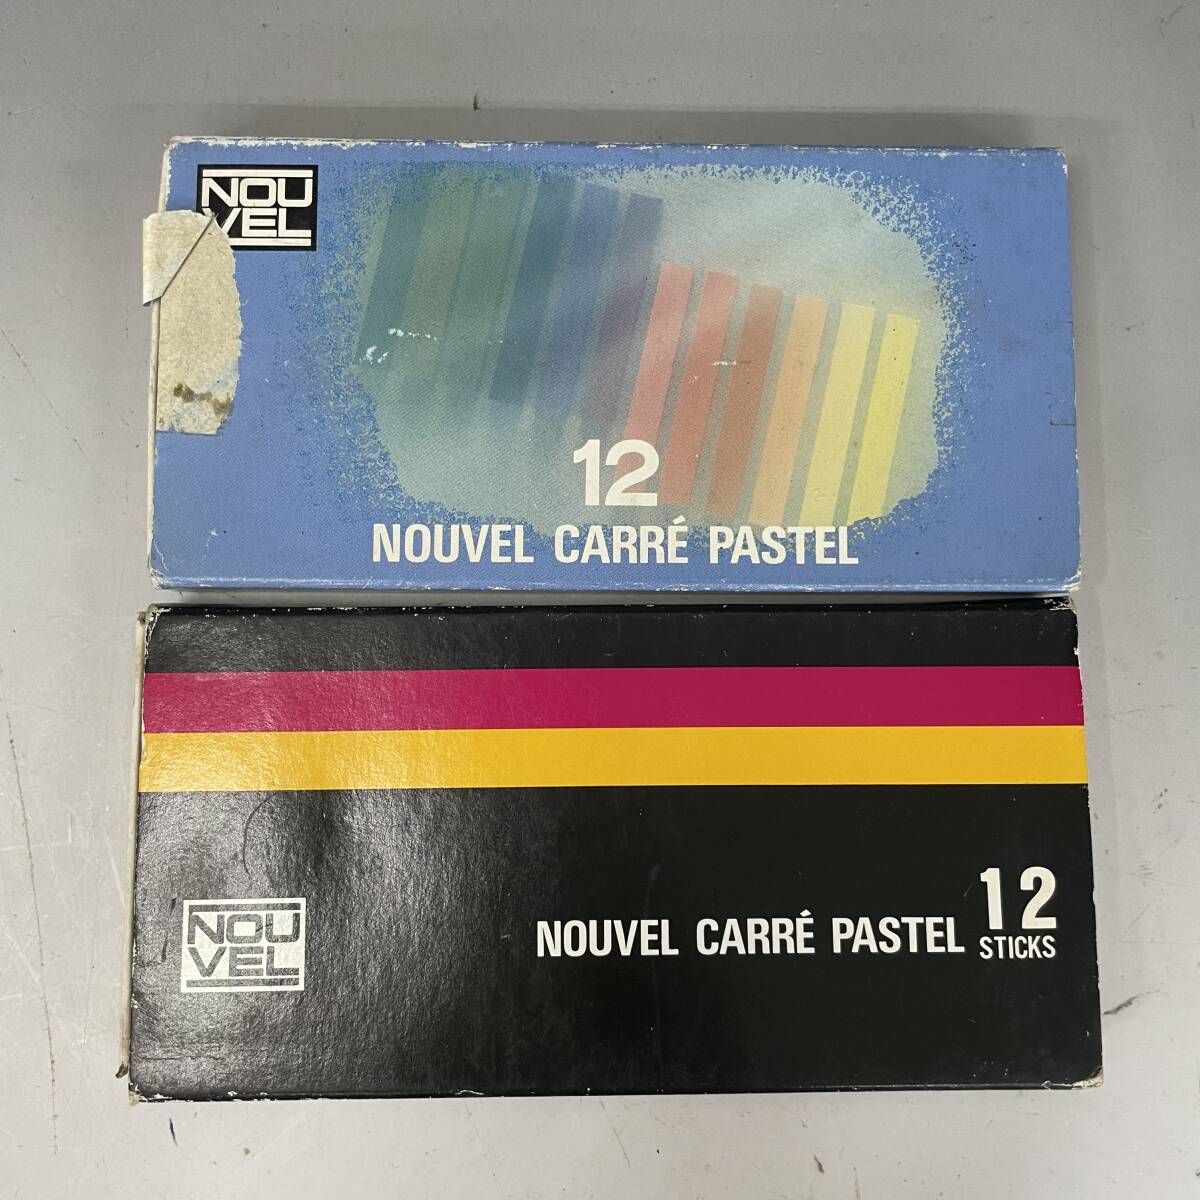 NOU
VEL
12
NOUVEL CARRÉ PASTEL
NOU
VEL
NOUVEL CARRÉ PASTEL 12
STICKS